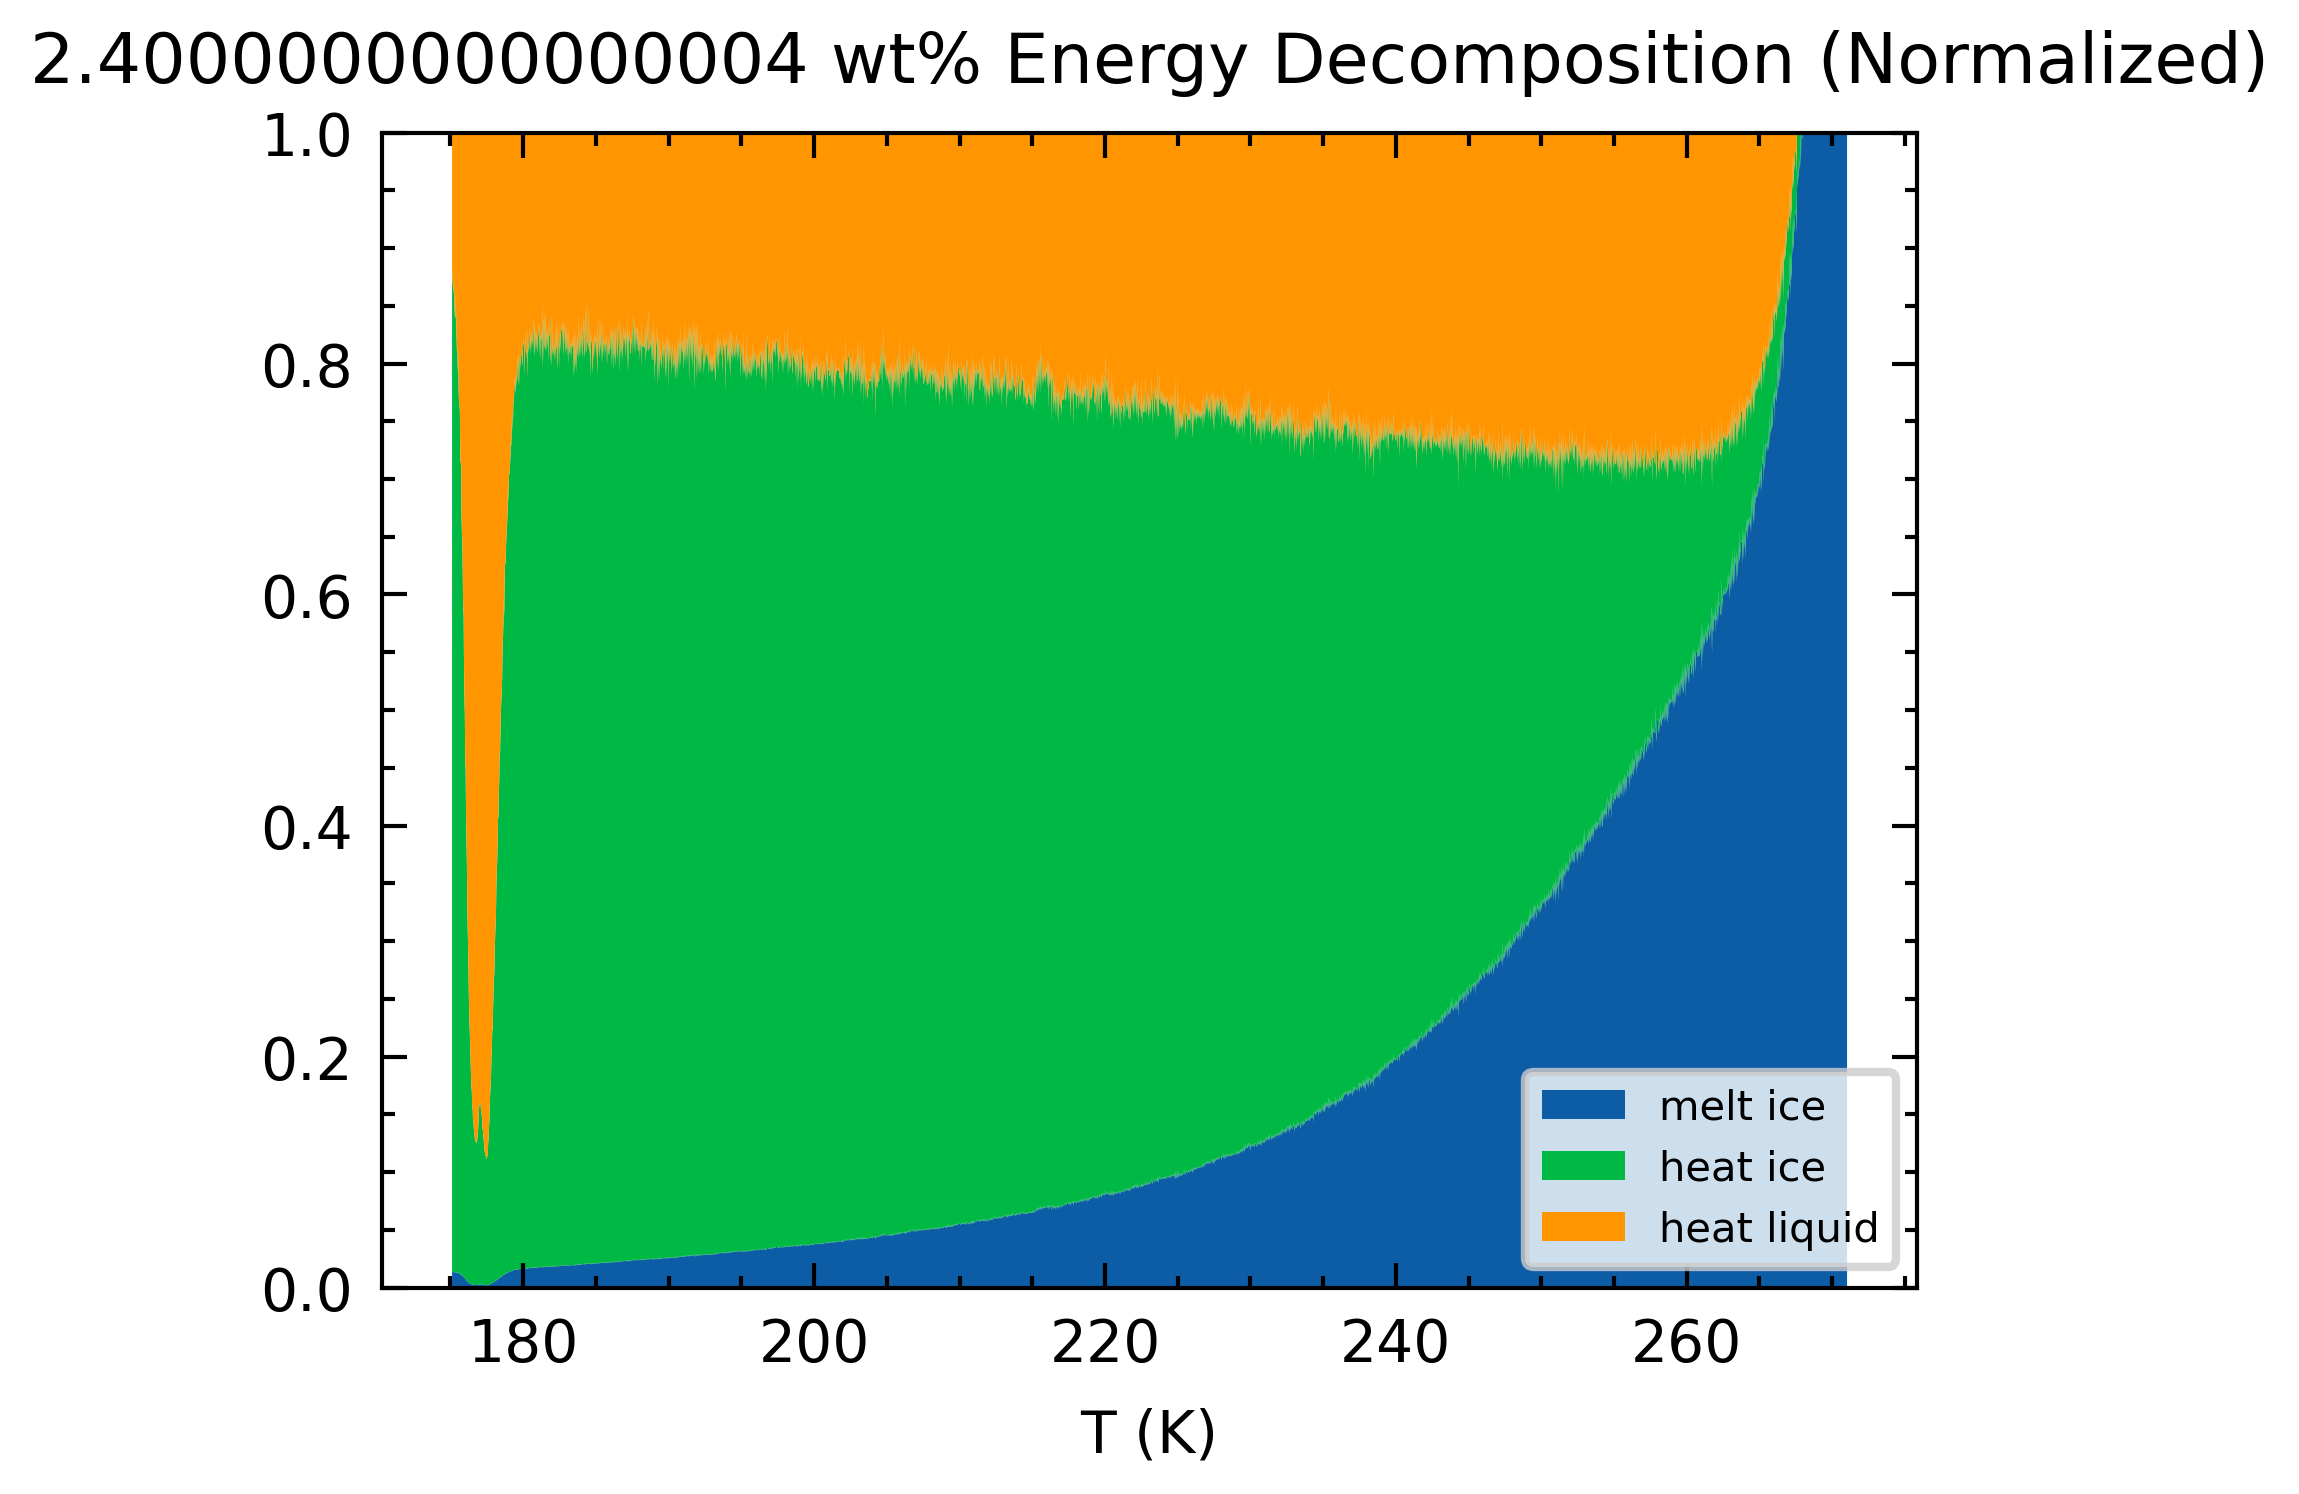 2.4000000000000004 wt% Energy Decomposition (Normalized)
1.0
0.8
0.6
0.4
0.2
0.0
180 200 220 240 260
T (K)
melt ice
heat ice
heat liquid